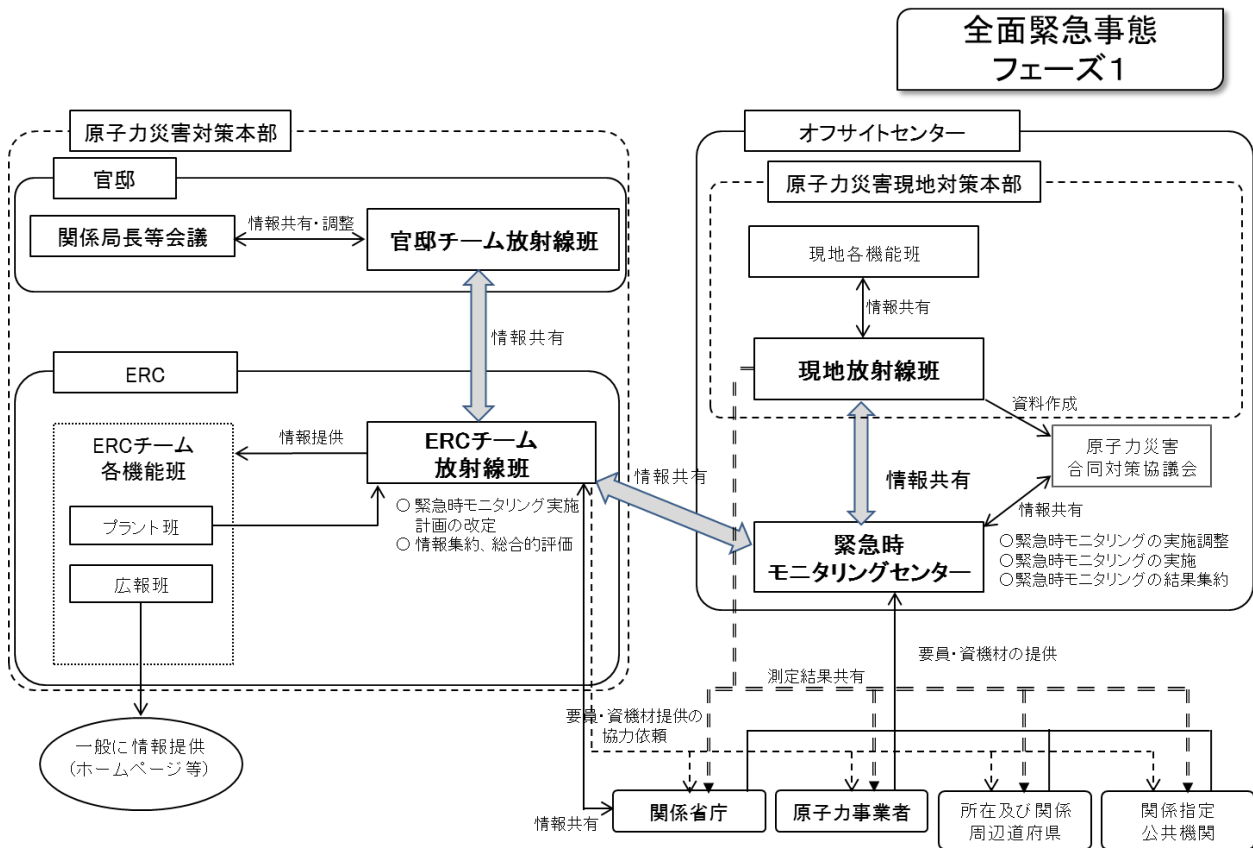 全面緊急事態
フェーズ１
原子力災害対策本部
官邸
関係局長等会議
情報共有・調整
官邸チーム放射線班
情報共有
ERC
ERCチーム
各機能班
プラント班
広報班
情報提供
ERCチーム
放射線班
○ 緊急時モニタリング実施
計画の改定
○ 情報集約、総合的評価
一般に情報提供
(ホームページ等)
オフサイトセンター
原子力災害現地対策本部
現地各機能班
情報共有
現地放射線班
資料作成
原子力災害
合同対策協議会
情報共有
情報共有
情報共有
緊急時
モニタリングセンター
○緊急時モニタリングの実施調整
○緊急時モニタリングの実施
○緊急時モニタリングの結果集約
要員・資機材の提供
測定結果共有
要員・資機材提供の
協力依頼
情報共有
関係省庁
原子力事業者
所在及び関係
周辺道府県
関係指定
公共機関